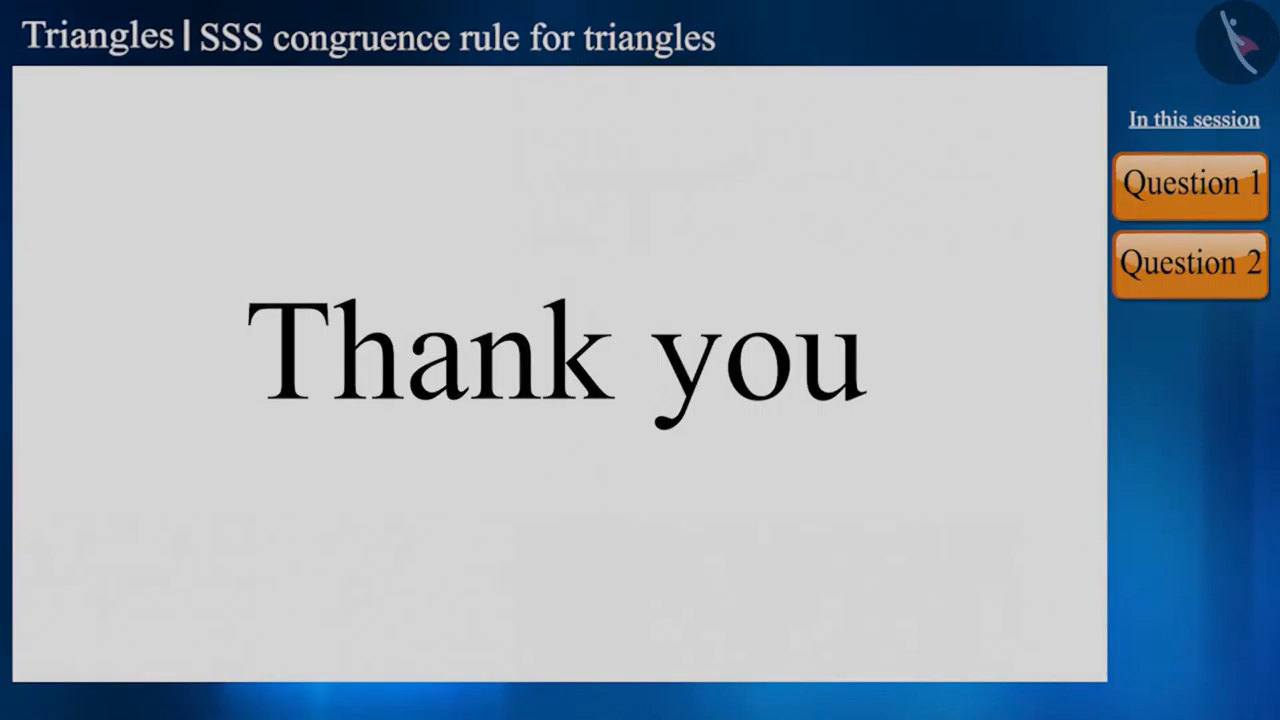 Triangles | SSS congruence rule for triangles
In this session
Question 1
Question 2
Thank you